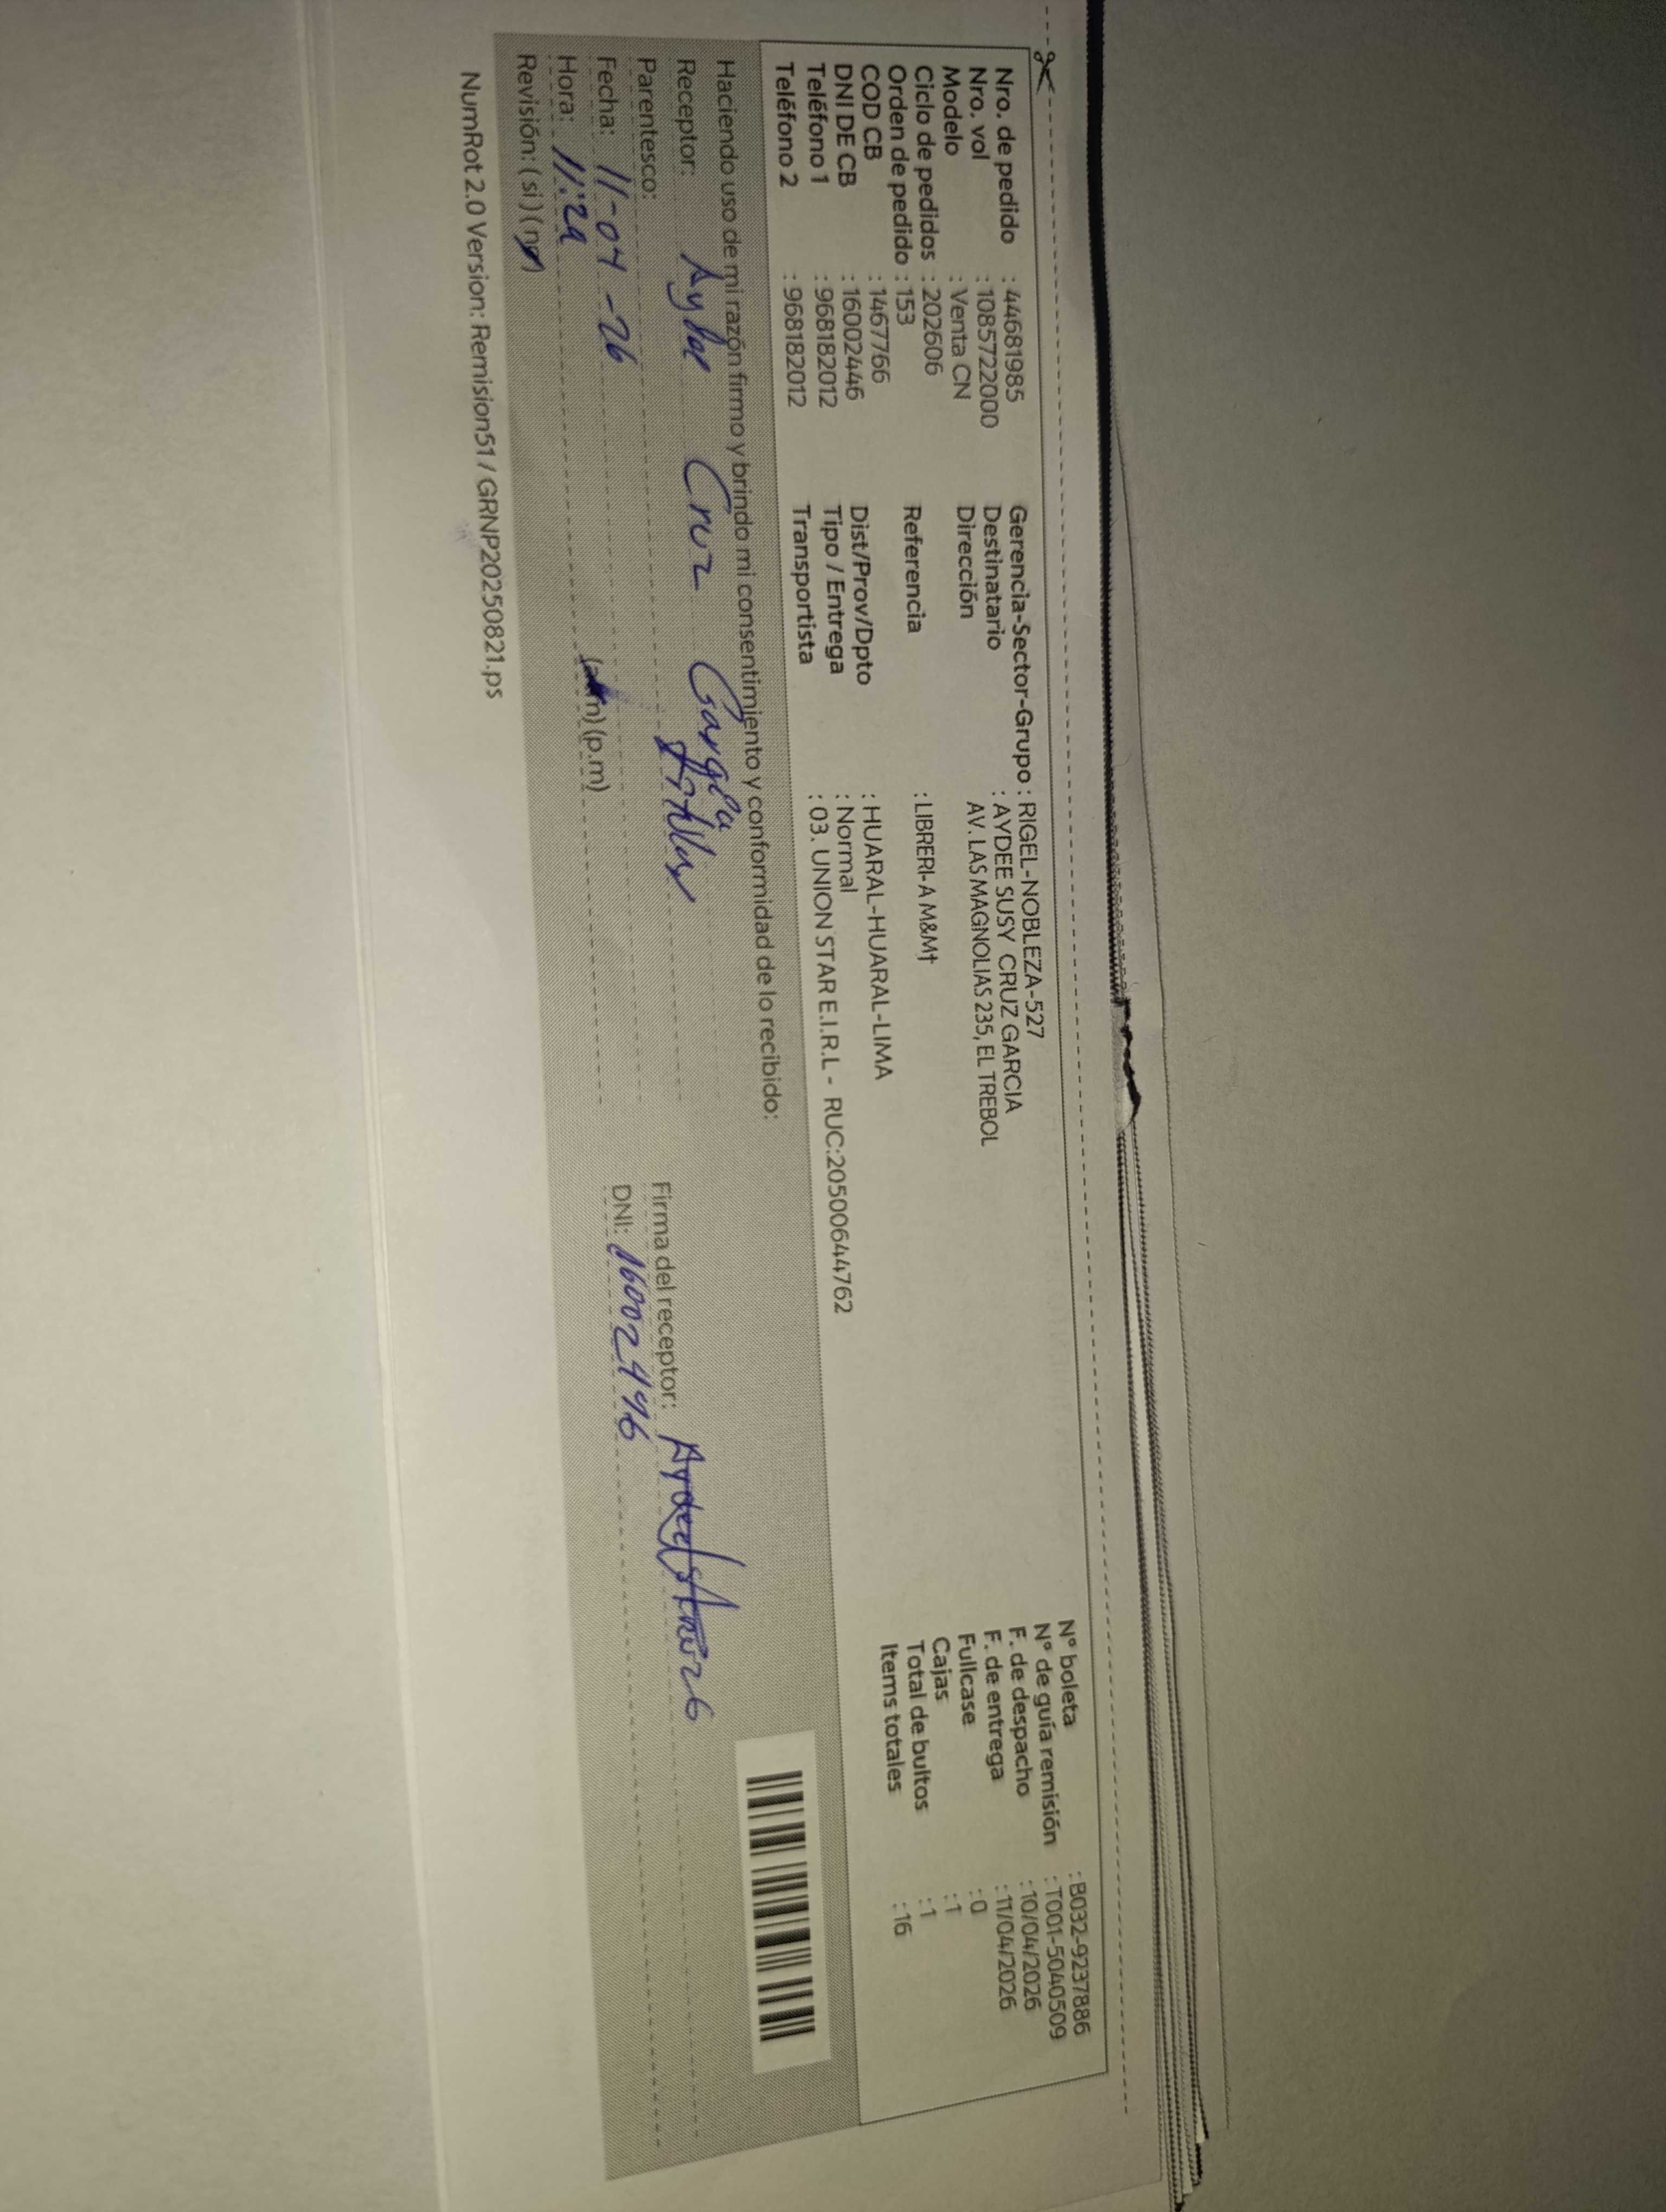 Nro. de pedido : 44681985
Nro. vol : 1085722000
Modelo : Venta CN
Ciclo de pedidos : 202606
Orden de pedido : 153
COD CB : 1467766
DNI DE CB : 16002446
Teléfono 1 : 968182012
Teléfono 2 : 968182012
Gerencia-Sector-Grupo : RIGEL-NOBLEZA-527
Destinatario : AYDEE SUSY CRUZ GARCIA
Dirección AV. LAS MAGNOLIAS 235, EL TREBOL
Referencia : LIBRERI-A M&M†
Dist/Prov/Dpto : HUARAL-HUARAL-LIMA
Tipo / Entrega : Normal
Transportista : 03. UNION STAR E.I.R.L - RUC:20500644762
N° boleta : B032-9237886
N° de guía remisión : T001-5040509
F. de despacho : 10/04/2026
F. de entrega : 11/04/2026
Fullcase : 0
Cajas : 1
Total de bultos : 1
Items totales : 16
Haciendo uso de mi razón firmo y brindo mi consentimiento y conformidad de lo recibido:
Receptor: Cruz Garcia
Parentesco: Titular
Fecha: 11-04-26
Hora: 11:29 (a.m) (p.m)
Revisión: ( si ) ( no )
Firma del receptor:
DNI: 16002446
NumRot 2.0 Version: Remision51 / GRNP20250821.ps